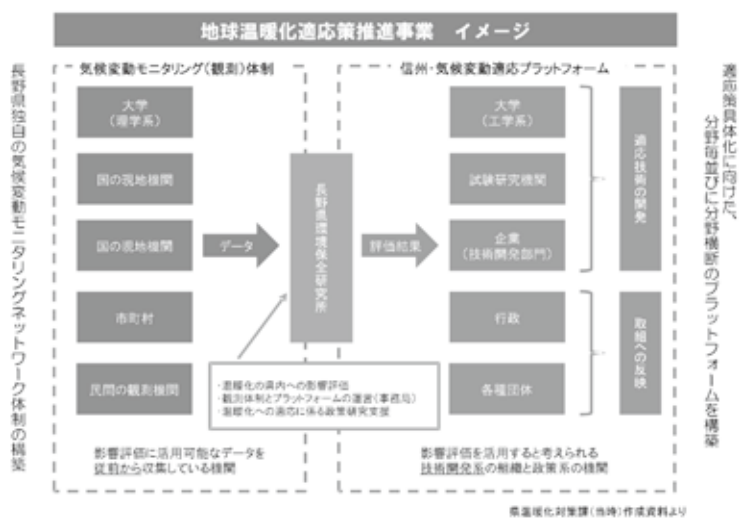 地球温暖化適応策推進事業　イメージ
長野県独自の気候変動モニタリングネットワーク体制の構築
気候変動モニタリング(観測)体制
大学
(理学系)
国の現地機関
国の現地機関
市町村
民間の観測機関
影響評価に活用可能なデータを
従前から収集している機関
データ
長野県環境保全研究所
・温暖化の県内への影響評価
・観測体制とプラットフォームの運営(事務局)
・温暖化への適応に係る政策研究支援
評価結果
信州・気候変動適応プラットフォーム
大学
(工学系)
試験研究機関
企業
(技術開発部門)
行政
各種団体
適応技術の開発
取組への反映
影響評価を活用すると考えられる
技術開発系の組織と政策系の機関
適応策具体化に向けた、
分野毎並びに分野横断のプラットフォームを構築
県温暖化対策課(当時)作成資料より